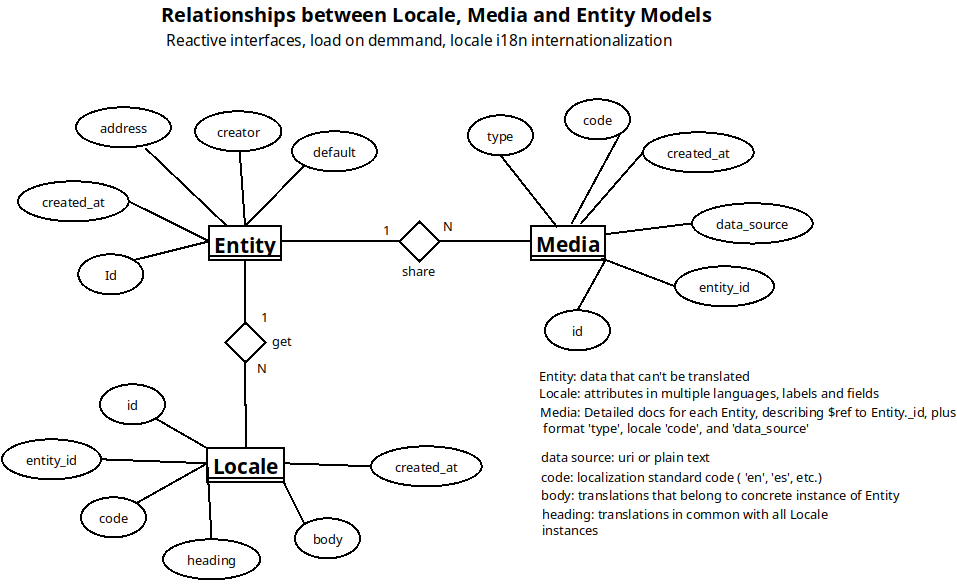 Relationships between Locale, Media and Entity Models
Reactive interfaces, load on demmand, locale i18n internationalization
address
creator
default
created_at
Id
Entity
1
N
share
type
code
created_at
data_source
entity_id
id
Media
1
get
N
id
entity_id
code
heading
body
created_at
Locale
Entity: data that can't be translated
Locale: attributes in multiple languages, labels and fields
Media: Detailed docs for each Entity, describing $ref to Entity._id, plus
format 'type', locale 'code', and 'data_source'
data source: uri or plain text
code: localization standard code ( 'en', 'es', etc.)
body: translations that belong to concrete instance of Entity
heading: translations in common with all Locale
instances